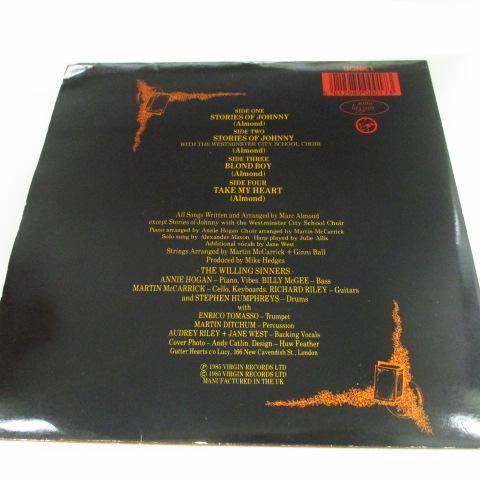 BONK 1
Virgin
SIDE ONE
STORIES OF JOHNNY
(Almond)
SIDE TWO
STORIES OF JOHNNY
WITH THE WESTMINSTER CITY SCHOOL CHOIR
(Almond)
SIDE THREE
BLOND BOY
(Almond)
SIDE FOUR
TAKE MY HEART
(Almond)
All Songs Written and Arranged by Marc Almond
except Stories of Johnny with the Westminster City School Choir
Piano arranged by Annie Hogan Choir arranged by Martin McCarrick
Solo sung by Alexander Mason Harp played by Julie Allis
Additional vocals by Jane West
Strings Arranged by Martin McCarrick + Ginni Ball
Produced by Mike Hedges
· THE WILLING SINNERS ·
ANNIE HOGAN – Piano, Vibes. BILLY McGEE – Bass
MARTIN McCARRICK – Cello, Keyboards. RICHARD RILEY – Guitars
and STEPHEN HUMPHREYS – Drums
with
ENRICO TOMASSO – Trumpet
MARTIN DITCHUM – Percussion
AUDREY RILEY + JANE WEST – Backing Vocals
Cover Photo – Andy Catlin. Design – Huw Feather
Gutter Hearts c/o Lucy, 166 New Cavendish St., London
℗ 1985 VIRGIN RECORDS LTD
© 1985 VIRGIN RECORDS LTD
MANUFACTURED IN THE UK